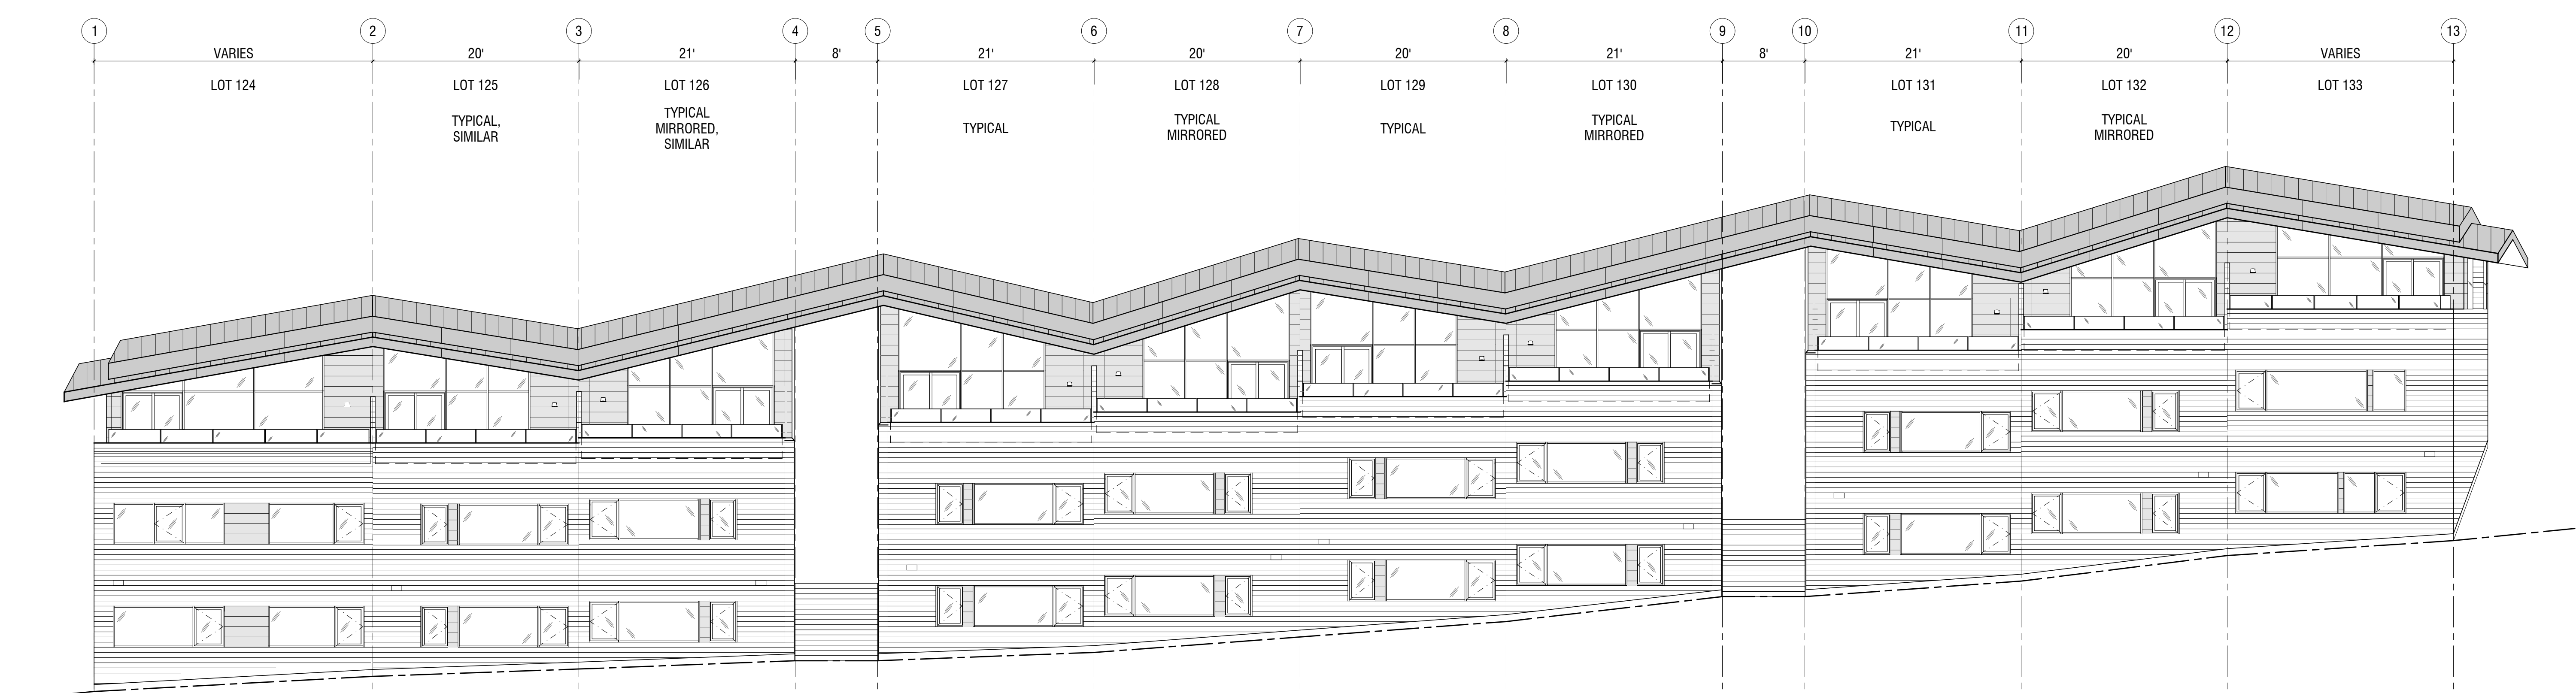 1 2 3 4 5 6 7 8 9 10 11 12 13
VARIES 20' 21' 8' 21' 20' 20' 21' 8' 21' 20' VARIES
LOT 124 LOT 125 LOT 126 LOT 127 LOT 128 LOT 129 LOT 130 LOT 131 LOT 132 LOT 133
TYPICAL,
SIMILAR
TYPICAL
MIRRORED,
SIMILAR
TYPICAL
TYPICAL
MIRRORED
TYPICAL
TYPICAL
MIRRORED
TYPICAL
TYPICAL
MIRRORED